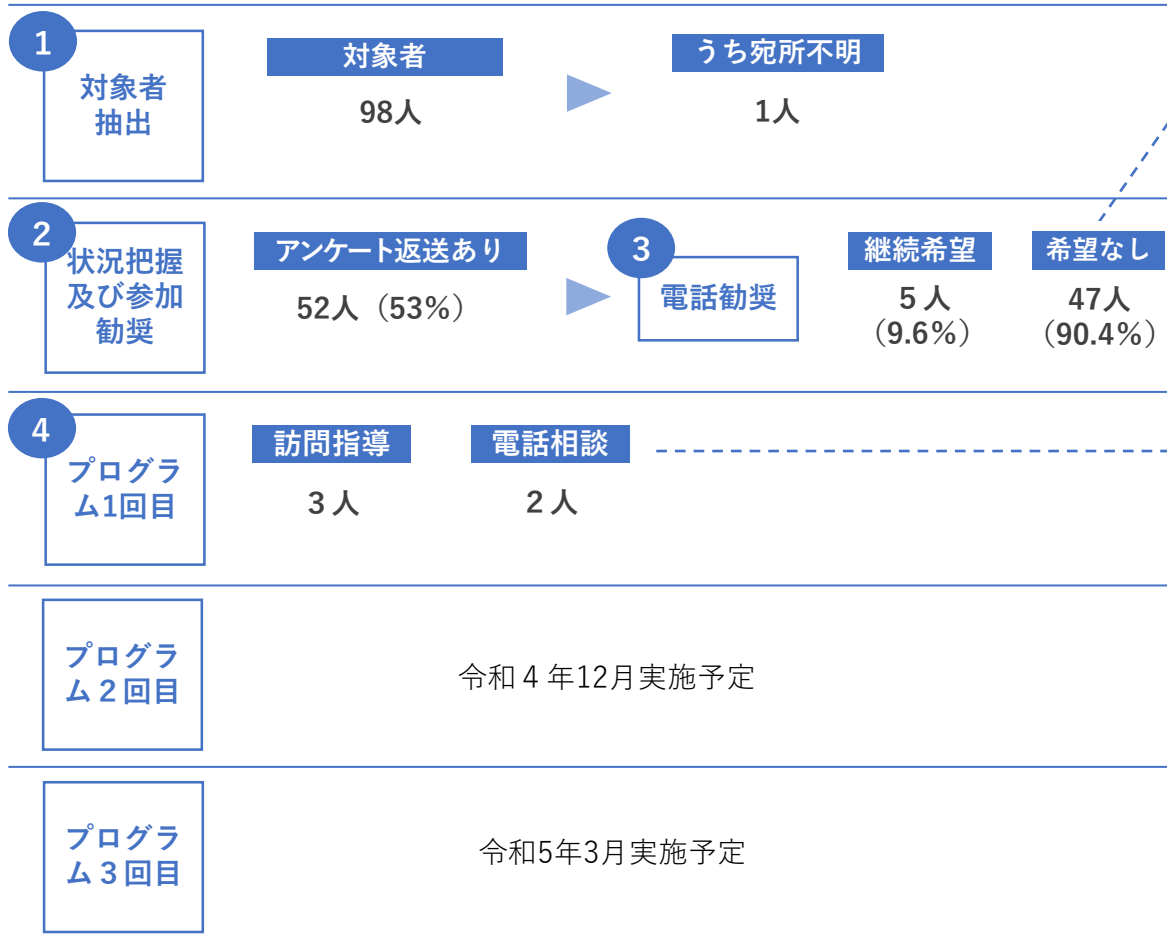 1
対象者
抽出
対象者
98人
うち宛所不明
1人
2
状況把握
及び参加
勧奨
アンケート返送あり
52人（53%）
3
電話勧奨
継続希望
5人
（9.6%）
希望なし
47人
（90.4%）
4
プログラ
ム1回目
訪問指導
3人
電話相談
2人
プログラ
ム２回目
令和４年12月実施予定
プログラ
ム３回目
令和5年3月実施予定